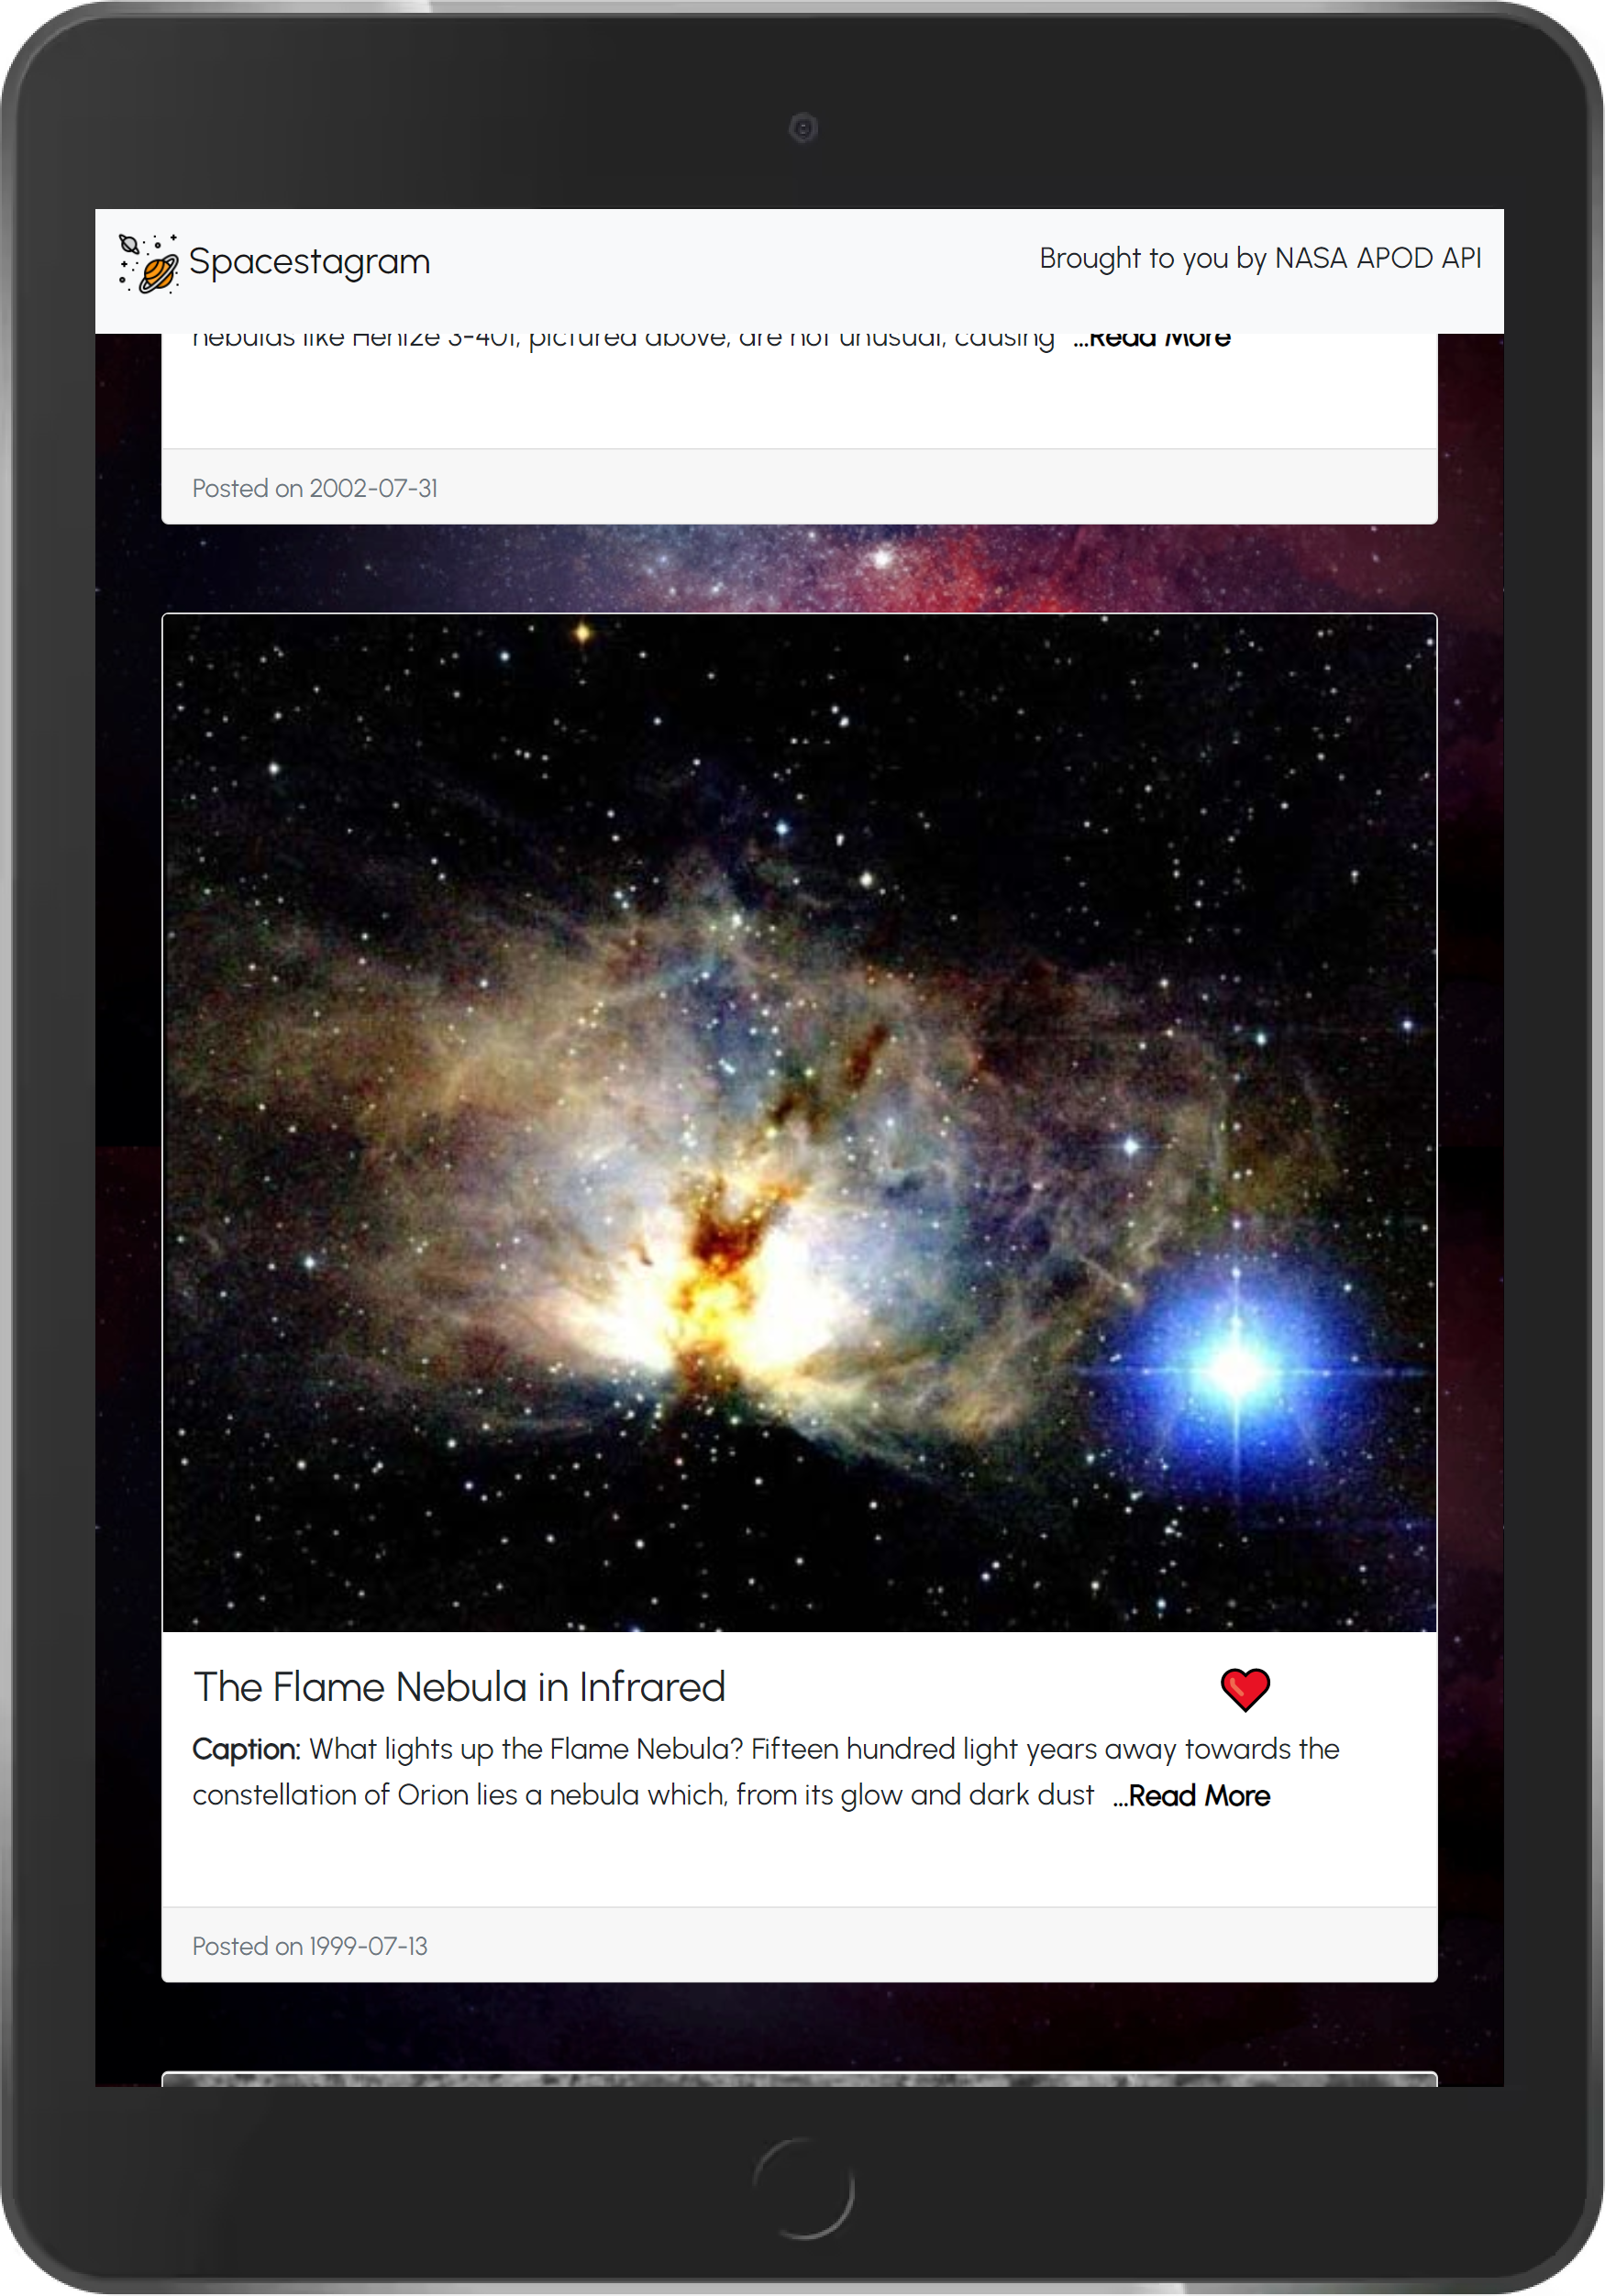 Spacestagram
Brought to you by NASA APOD API
nebulas like Henize 3-401, pictured above, are not unusual, causing ...Read More
Posted on 2002-07-31
The Flame Nebula in Infrared
Caption: What lights up the Flame Nebula? Fifteen hundred light years away towards the
constellation of Orion lies a nebula which, from its glow and dark dust ...Read More
Posted on 1999-07-13